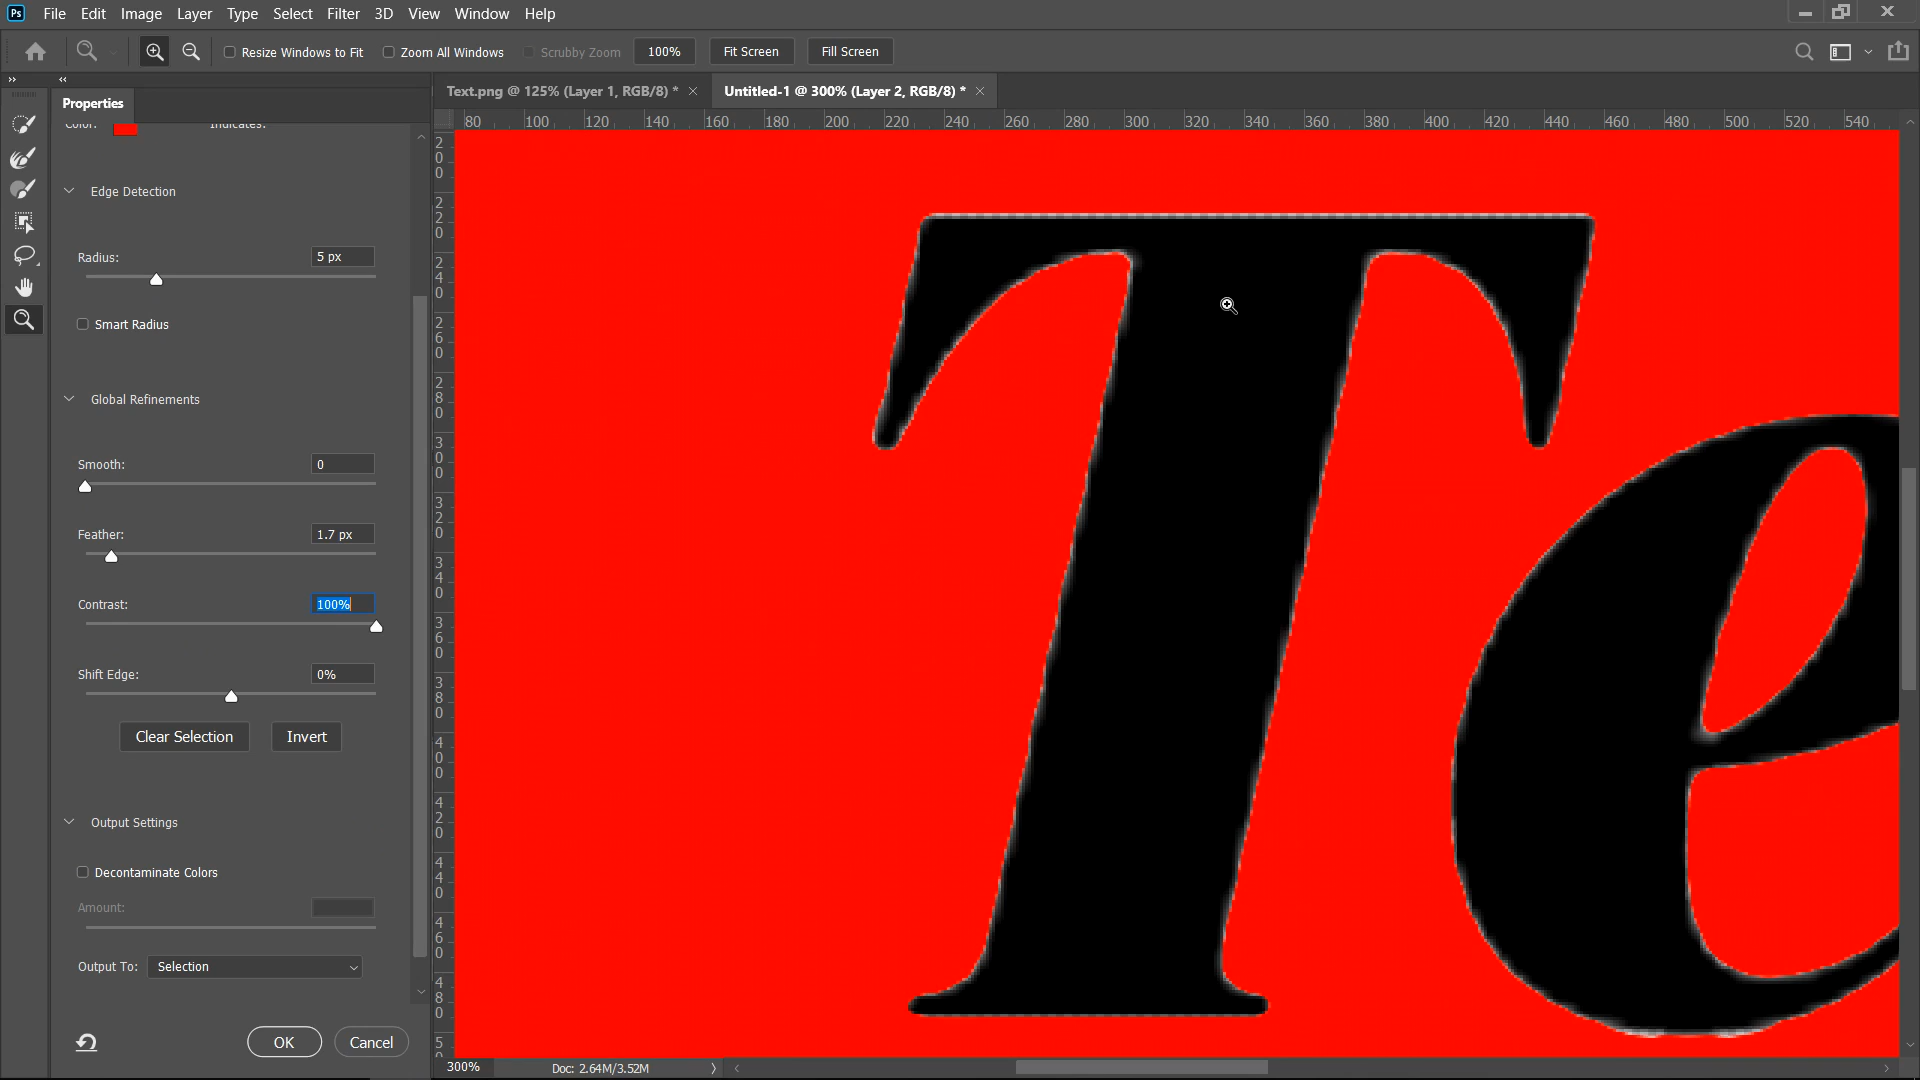 Ps File Edit Image Layer Type Select Filter 3D View Window Help
Resize Windows to Fit Zoom All Windows Scrubby Zoom 100% Fit Screen Fill Screen
Properties
Text.png @ 125% (Layer 1, RGB/8) * × Untitled-1 @ 300% (Layer 2, RGB/8) * ×
80 100 120 140 160 180 200 220 240 260 280 300 320 340 360 380 400 420 440 460 480 500 520 540
Color: Indicates:
Edge Detection
Radius: 5 px
Smart Radius
Global Refinements
Smooth: 0
Feather: 1.7 px
Contrast: 100%
Shift Edge: 0%
Clear Selection Invert
Output Settings
Decontaminate Colors
Amount:
Output To: Selection
OK Cancel
200
220
240
260
280
300
320
340
360
380
400
420
440
460
480
Te
300% Doc: 2.64M/3.52M